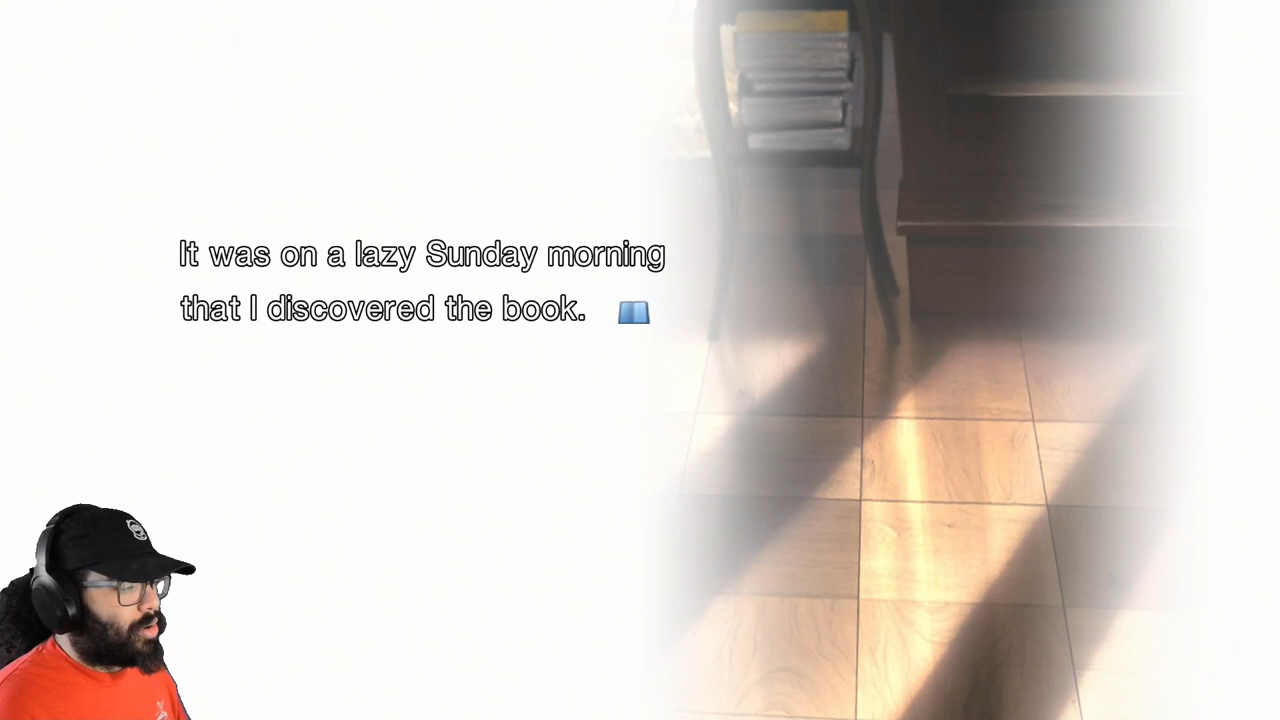 It was on a lazy Sunday morning
that I discovered the book.